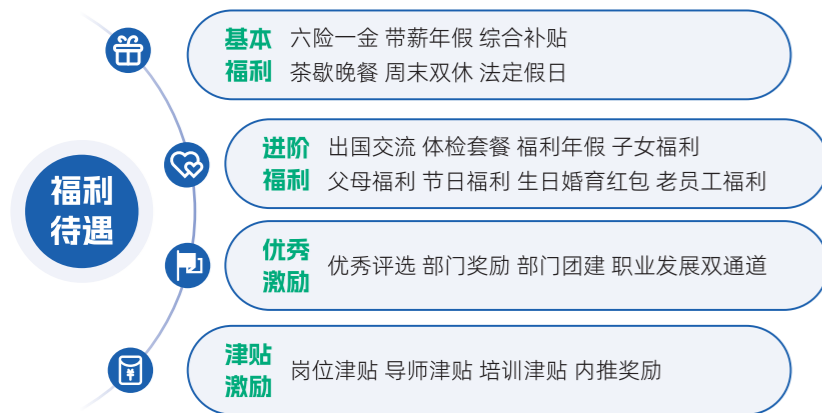 福利
待遇
基本
福利
六险一金 带薪年假 综合补贴
茶歇晚餐 周末双休 法定假日
进阶
福利
出国交流 体检套餐 福利年假 子女福利
父母福利 节日福利 生日婚育红包 老员工福利
优秀
激励
优秀评选 部门奖励 部门团建 职业发展双通道
津贴
激励
岗位津贴 导师津贴 培训津贴 内推奖励
¥